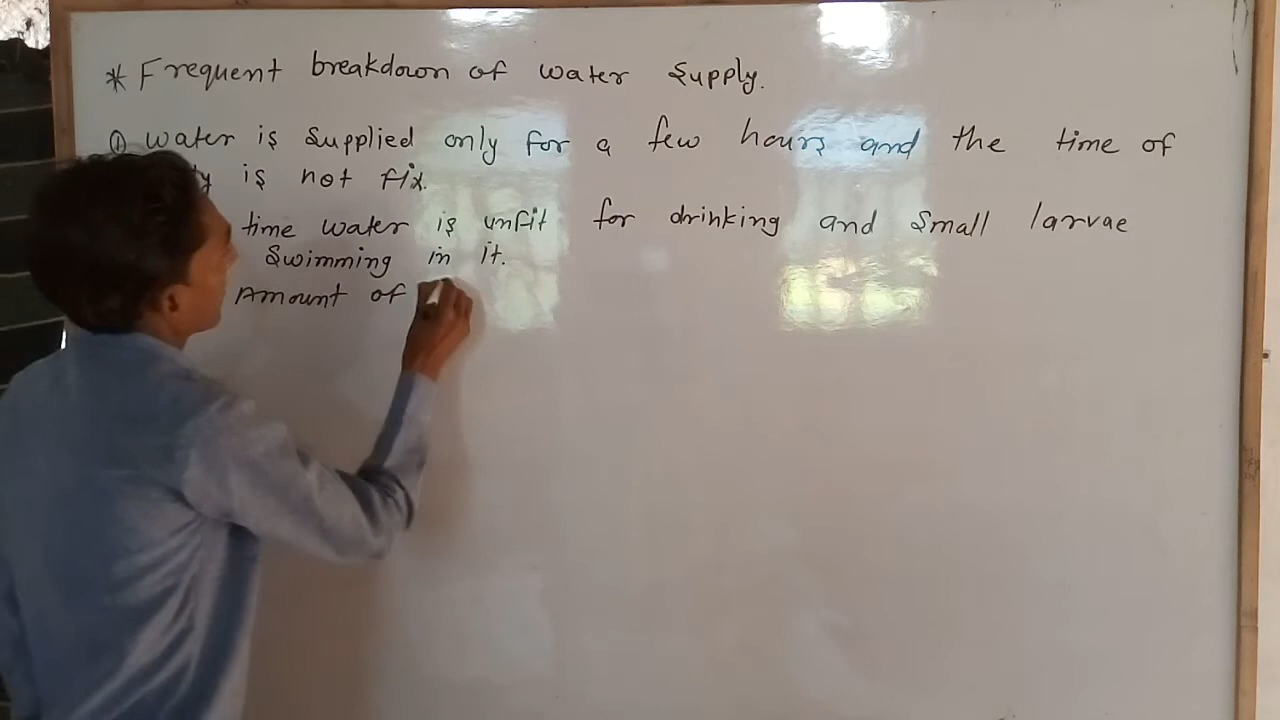 * Frequent breakdown of water supply.
① water is supplied only for a few hours and the time of
is not fix.
time water is unfit for drinking and small larvae
swimming in it.
Amount of